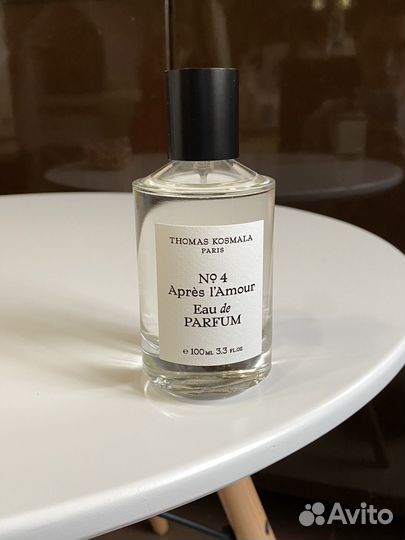 THOMAS KOSMALA
PARIS
Nº 4
Après l'Amour
Eau de
PARFUM
e 100ML 3.3 FL.OZ
Avito